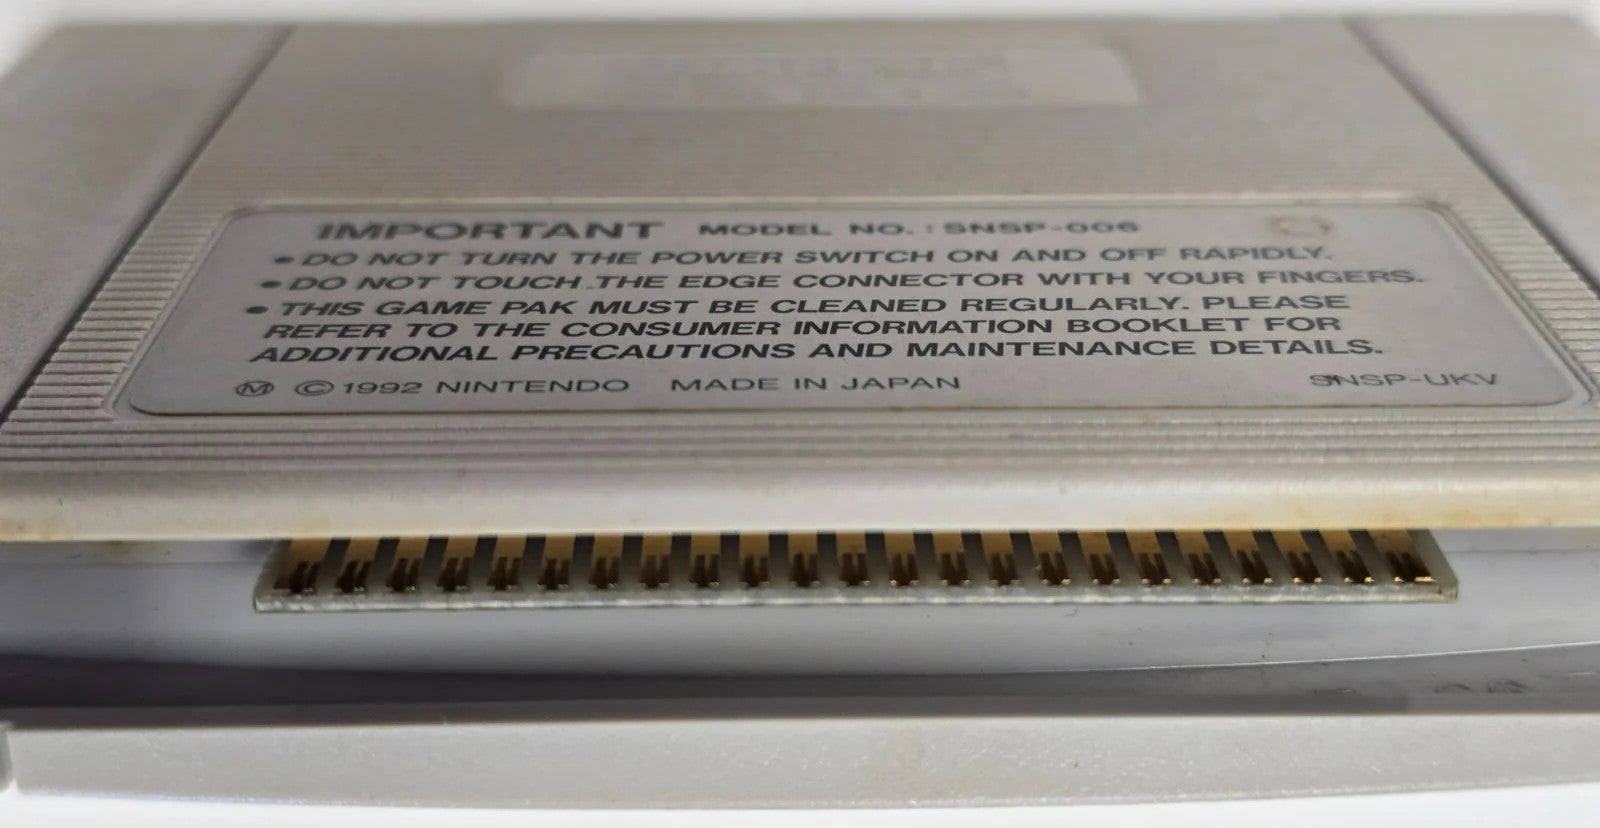 IMPORTANT MODEL NO. : SNSP-006
• DO NOT TURN THE POWER SWITCH ON AND OFF RAPIDLY.
• DO NOT TOUCH THE EDGE CONNECTOR WITH YOUR FINGERS.
• THIS GAME PAK MUST BE CLEANED REGULARLY. PLEASE
REFER TO THE CONSUMER INFORMATION BOOKLET FOR
ADDITIONAL PRECAUTIONS AND MAINTENANCE DETAILS.
Ⓜ © 1992 NINTENDO MADE IN JAPAN SNSP-UKV